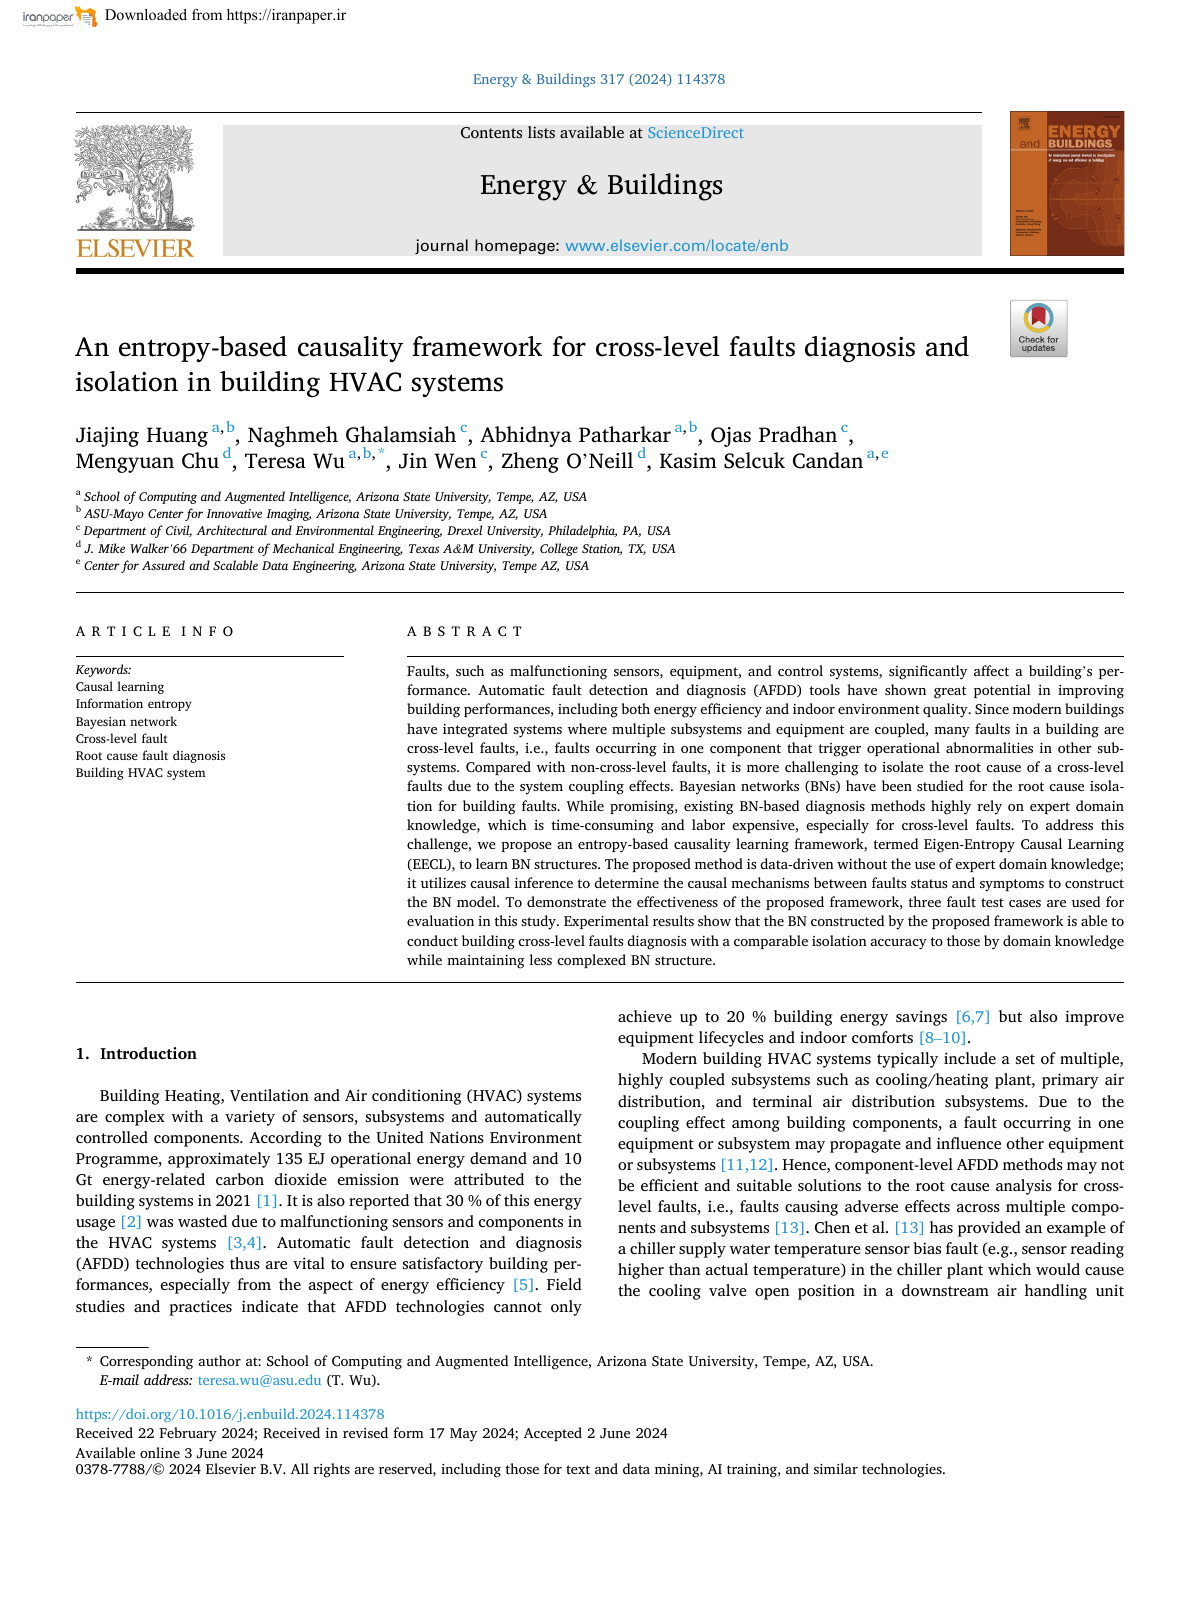 iranpaper
Downloaded from https://iranpaper.ir
Energy & Buildings 317 (2024) 114378
Contents lists available at ScienceDirect
Energy & Buildings
journal homepage: www.elsevier.com/locate/enb
ELSEVIER
ENERGY
and BUILDINGS
Check for
updates
An entropy-based causality framework for cross-level faults diagnosis and
isolation in building HVAC systems
Jiajing Huang a,b, Naghmeh Ghalamsiah c, Abhidnya Patharkar a,b, Ojas Pradhan c,
Mengyuan Chu d, Teresa Wu a,b,*, Jin Wen c, Zheng O’Neill d, Kasim Selcuk Candan a,e
a School of Computing and Augmented Intelligence, Arizona State University, Tempe, AZ, USA
b ASU-Mayo Center for Innovative Imaging, Arizona State University, Tempe, AZ, USA
c Department of Civil, Architectural and Environmental Engineering, Drexel University, Philadelphia, PA, USA
d J. Mike Walker’66 Department of Mechanical Engineering, Texas A&M University, College Station, TX, USA
e Center for Assured and Scalable Data Engineering, Arizona State University, Tempe AZ, USA
ARTICLE INFO
Keywords:
Causal learning
Information entropy
Bayesian network
Cross-level fault
Root cause fault diagnosis
Building HVAC system
ABSTRACT
Faults, such as malfunctioning sensors, equipment, and control systems, significantly affect a building’s per-
formance. Automatic fault detection and diagnosis (AFDD) tools have shown great potential in improving
building performances, including both energy efficiency and indoor environment quality. Since modern buildings
have integrated systems where multiple subsystems and equipment are coupled, many faults in a building are
cross-level faults, i.e., faults occurring in one component that trigger operational abnormalities in other sub-
systems. Compared with non-cross-level faults, it is more challenging to isolate the root cause of a cross-level
faults due to the system coupling effects. Bayesian networks (BNs) have been studied for the root cause isola-
tion for building faults. While promising, existing BN-based diagnosis methods highly rely on expert domain
knowledge, which is time-consuming and labor expensive, especially for cross-level faults. To address this
challenge, we propose an entropy-based causality learning framework, termed Eigen-Entropy Causal Learning
(EECL), to learn BN structures. The proposed method is data-driven without the use of expert domain knowledge;
it utilizes causal inference to determine the causal mechanisms between faults status and symptoms to construct
the BN model. To demonstrate the effectiveness of the proposed framework, three fault test cases are used for
evaluation in this study. Experimental results show that the BN constructed by the proposed framework is able to
conduct building cross-level faults diagnosis with a comparable isolation accuracy to those by domain knowledge
while maintaining less complexed BN structure.
1. Introduction
Building Heating, Ventilation and Air conditioning (HVAC) systems
are complex with a variety of sensors, subsystems and automatically
controlled components. According to the United Nations Environment
Programme, approximately 135 EJ operational energy demand and 10
Gt energy-related carbon dioxide emission were attributed to the
building systems in 2021 [1]. It is also reported that 30 % of this energy
usage [2] was wasted due to malfunctioning sensors and components in
the HVAC systems [3,4]. Automatic fault detection and diagnosis
(AFDD) technologies thus are vital to ensure satisfactory building per-
formances, especially from the aspect of energy efficiency [5]. Field
studies and practices indicate that AFDD technologies cannot only
achieve up to 20 % building energy savings [6,7] but also improve
equipment lifecycles and indoor comforts [8–10].
Modern building HVAC systems typically include a set of multiple,
highly coupled subsystems such as cooling/heating plant, primary air
distribution, and terminal air distribution subsystems. Due to the
coupling effect among building components, a fault occurring in one
equipment or subsystem may propagate and influence other equipment
or subsystems [11,12]. Hence, component-level AFDD methods may not
be efficient and suitable solutions to the root cause analysis for cross-
level faults, i.e., faults causing adverse effects across multiple compo-
nents and subsystems [13]. Chen et al. [13] has provided an example of
a chiller supply water temperature sensor bias fault (e.g., sensor reading
higher than actual temperature) in the chiller plant which would cause
the cooling valve open position in a downstream air handling unit
* Corresponding author at: School of Computing and Augmented Intelligence, Arizona State University, Tempe, AZ, USA.
E-mail address: teresa.wu@asu.edu (T. Wu).
https://doi.org/10.1016/j.enbuild.2024.114378
Received 22 February 2024; Received in revised form 17 May 2024; Accepted 2 June 2024
Available online 3 June 2024
0378-7788/© 2024 Elsevier B.V. All rights are reserved, including those for text and data mining, AI training, and similar technologies.